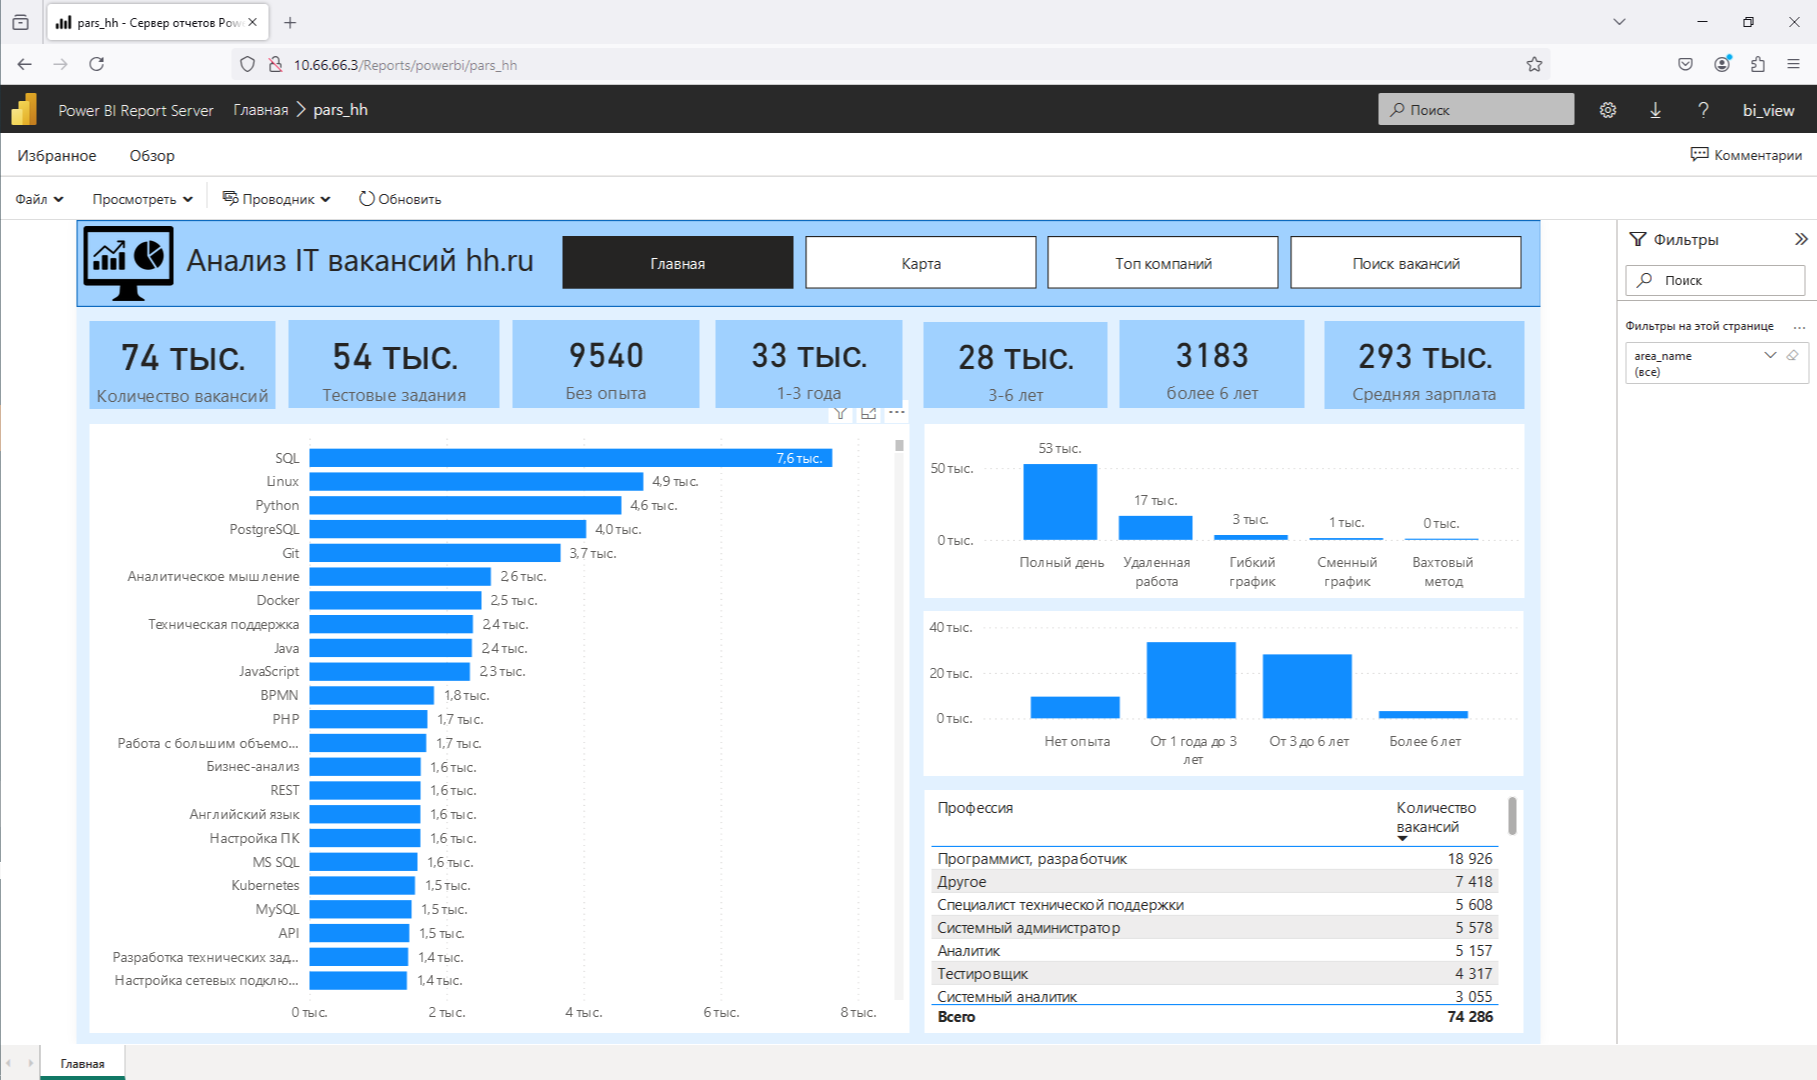 pars_hh - Сервер отчетов Pow
10.66.66.3/Reports/powerbi/pars_hh
Power BI Report Server
Главная
pars_hh
Поиск
?
bi_view
Избранное
Обзор
Комментарии
Файл
Просмотреть
Проводник
Обновить
Анализ IT вакансий hh.ru
Главная
Карта
Топ компаний
Поиск вакансий
74 тыс.
Количество вакансий
54 тыс.
Тестовые задания
9540
Без опыта
33 тыс.
1-3 года
28 тыс.
3-6 лет
3183
более 6 лет
293 тыс.
Средняя зарплата
SQL 7,6 тыс.
Linux 4,9 тыс.
Python 4,6 тыс.
PostgreSQL 4,0 тыс.
Git 3,7 тыс.
Аналитическое мышление 2,6 тыс.
Docker 2,5 тыс.
Техническая поддержка 2,4 тыс.
Java 2,4 тыс.
JavaScript 2,3 тыс.
BPMN 1,8 тыс.
PHP 1,7 тыс.
Работа с большим объемо... 1,7 тыс.
Бизнес-анализ 1,6 тыс.
REST 1,6 тыс.
Английский язык 1,6 тыс.
Настройка ПК 1,6 тыс.
MS SQL 1,6 тыс.
Kubernetes 1,5 тыс.
MySQL 1,5 тыс.
API 1,5 тыс.
Разработка технических зад... 1,4 тыс.
Настройка сетевых подклю... 1,4 тыс.
0 тыс. 2 тыс. 4 тыс. 6 тыс. 8 тыс.
50 тыс.
0 тыс.
53 тыс. 17 тыс. 3 тыс. 1 тыс. 0 тыс.
Полный день
Удаленная
работа
Гибкий
график
Сменный
график
Вахтовый
метод
40 тыс.
20 тыс.
0 тыс.
Нет опыта
От 1 года до 3
лет
От 3 до 6 лет
Более 6 лет
Профессия
Количество
вакансий
Программист, разработчик 18 926
Другое 7 418
Специалист технической поддержки 5 608
Системный администратор 5 578
Аналитик 5 157
Тестировщик 4 317
Системный аналитик 3 055
Всего 74 286
Фильтры
Поиск
Фильтры на этой странице
area_name
(все)
Главная